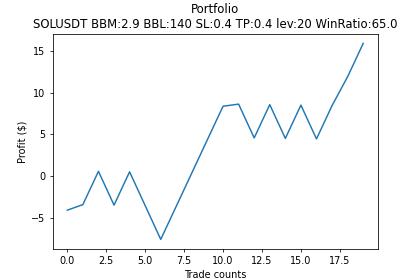 Portfolio
SOLUSDT BBM:2.9 BBL:140 SL:0.4 TP:0.4 lev:20 WinRatio:65.0
15
10
5
0
−5
Profit ($)
0.0 2.5 5.0 7.5 10.0 12.5 15.0 17.5
Trade counts